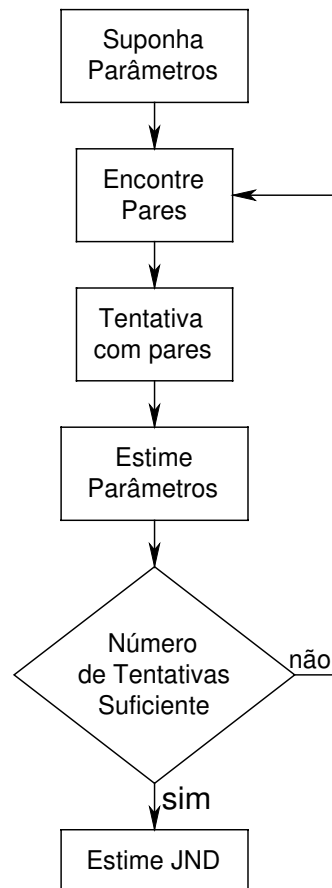 Suponha
Parâmetros
Encontre
Pares
Tentativa
com pares
Estime
Parâmetros
Número
de Tentativas
Suficiente
não
sim
Estime JND